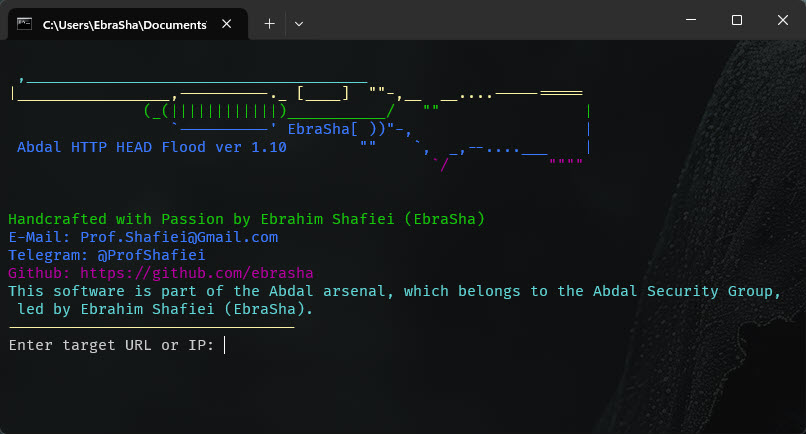 C:\Users\EbraSha\Documents
EbraSha
Abdal HTTP HEAD Flood ver 1.10
Handcrafted with Passion by Ebrahim Shafiei (EbraSha)
E-Mail: Prof.Shafiei@Gmail.com
Telegram: @ProfShafiei
Github: https://github.com/ebrasha
This software is part of the Abdal arsenal, which belongs to the Abdal Security Group,
led by Ebrahim Shafiei (EbraSha).
Enter target URL or IP: